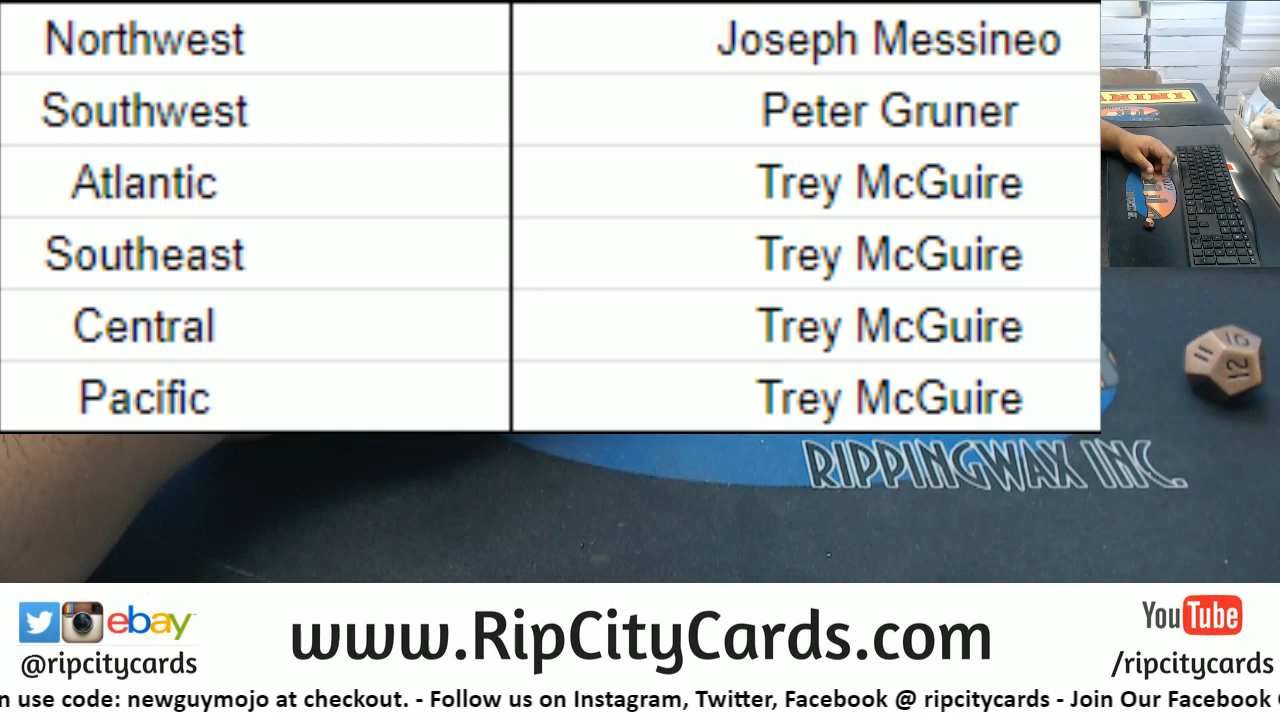 Northwest Joseph Messineo
Southwest Peter Gruner
Atlantic Trey McGuire
Southeast Trey McGuire
Central Trey McGuire
Pacific Trey McGuire
11
10
12
RIPPINGWAX INC.
ebay
@ripcitycards
www.RipCityCards.com
YouTube
/ripcitycards
n use code: newguymojo at checkout. - Follow us on Instagram, Twitter, Facebook @ ripcitycards - Join Our Facebook